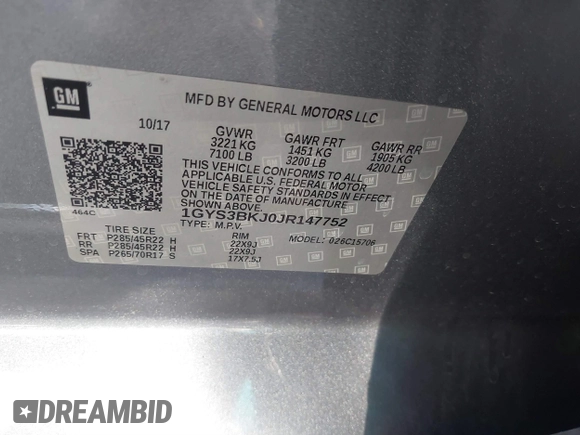 GM
MFD BY GENERAL MOTORS LLC
10/17
GVWR GAWR FRT GAWR RR
3221 KG 1451 KG 1905 KG
7100 LB 3200 LB 4200 LB
THIS VEHICLE CONFORMS TO ALL
APPLICABLE U.S. FEDERAL MOTOR
VEHICLE SAFETY STANDARDS IN EFFECT
ON THE DATE OF MANUFACTURE
SHOWN ABOVE.
464C
1GYS3BKJ0JR147752
TYPE: M.P.V. MODEL: 026C15706
TIRE SIZE RIM
FRT P285/45R22 H 22X9J
RR P285/45R22 H 22X9J
SPA P265/70R17 S 17X7.5J
DREAMBID